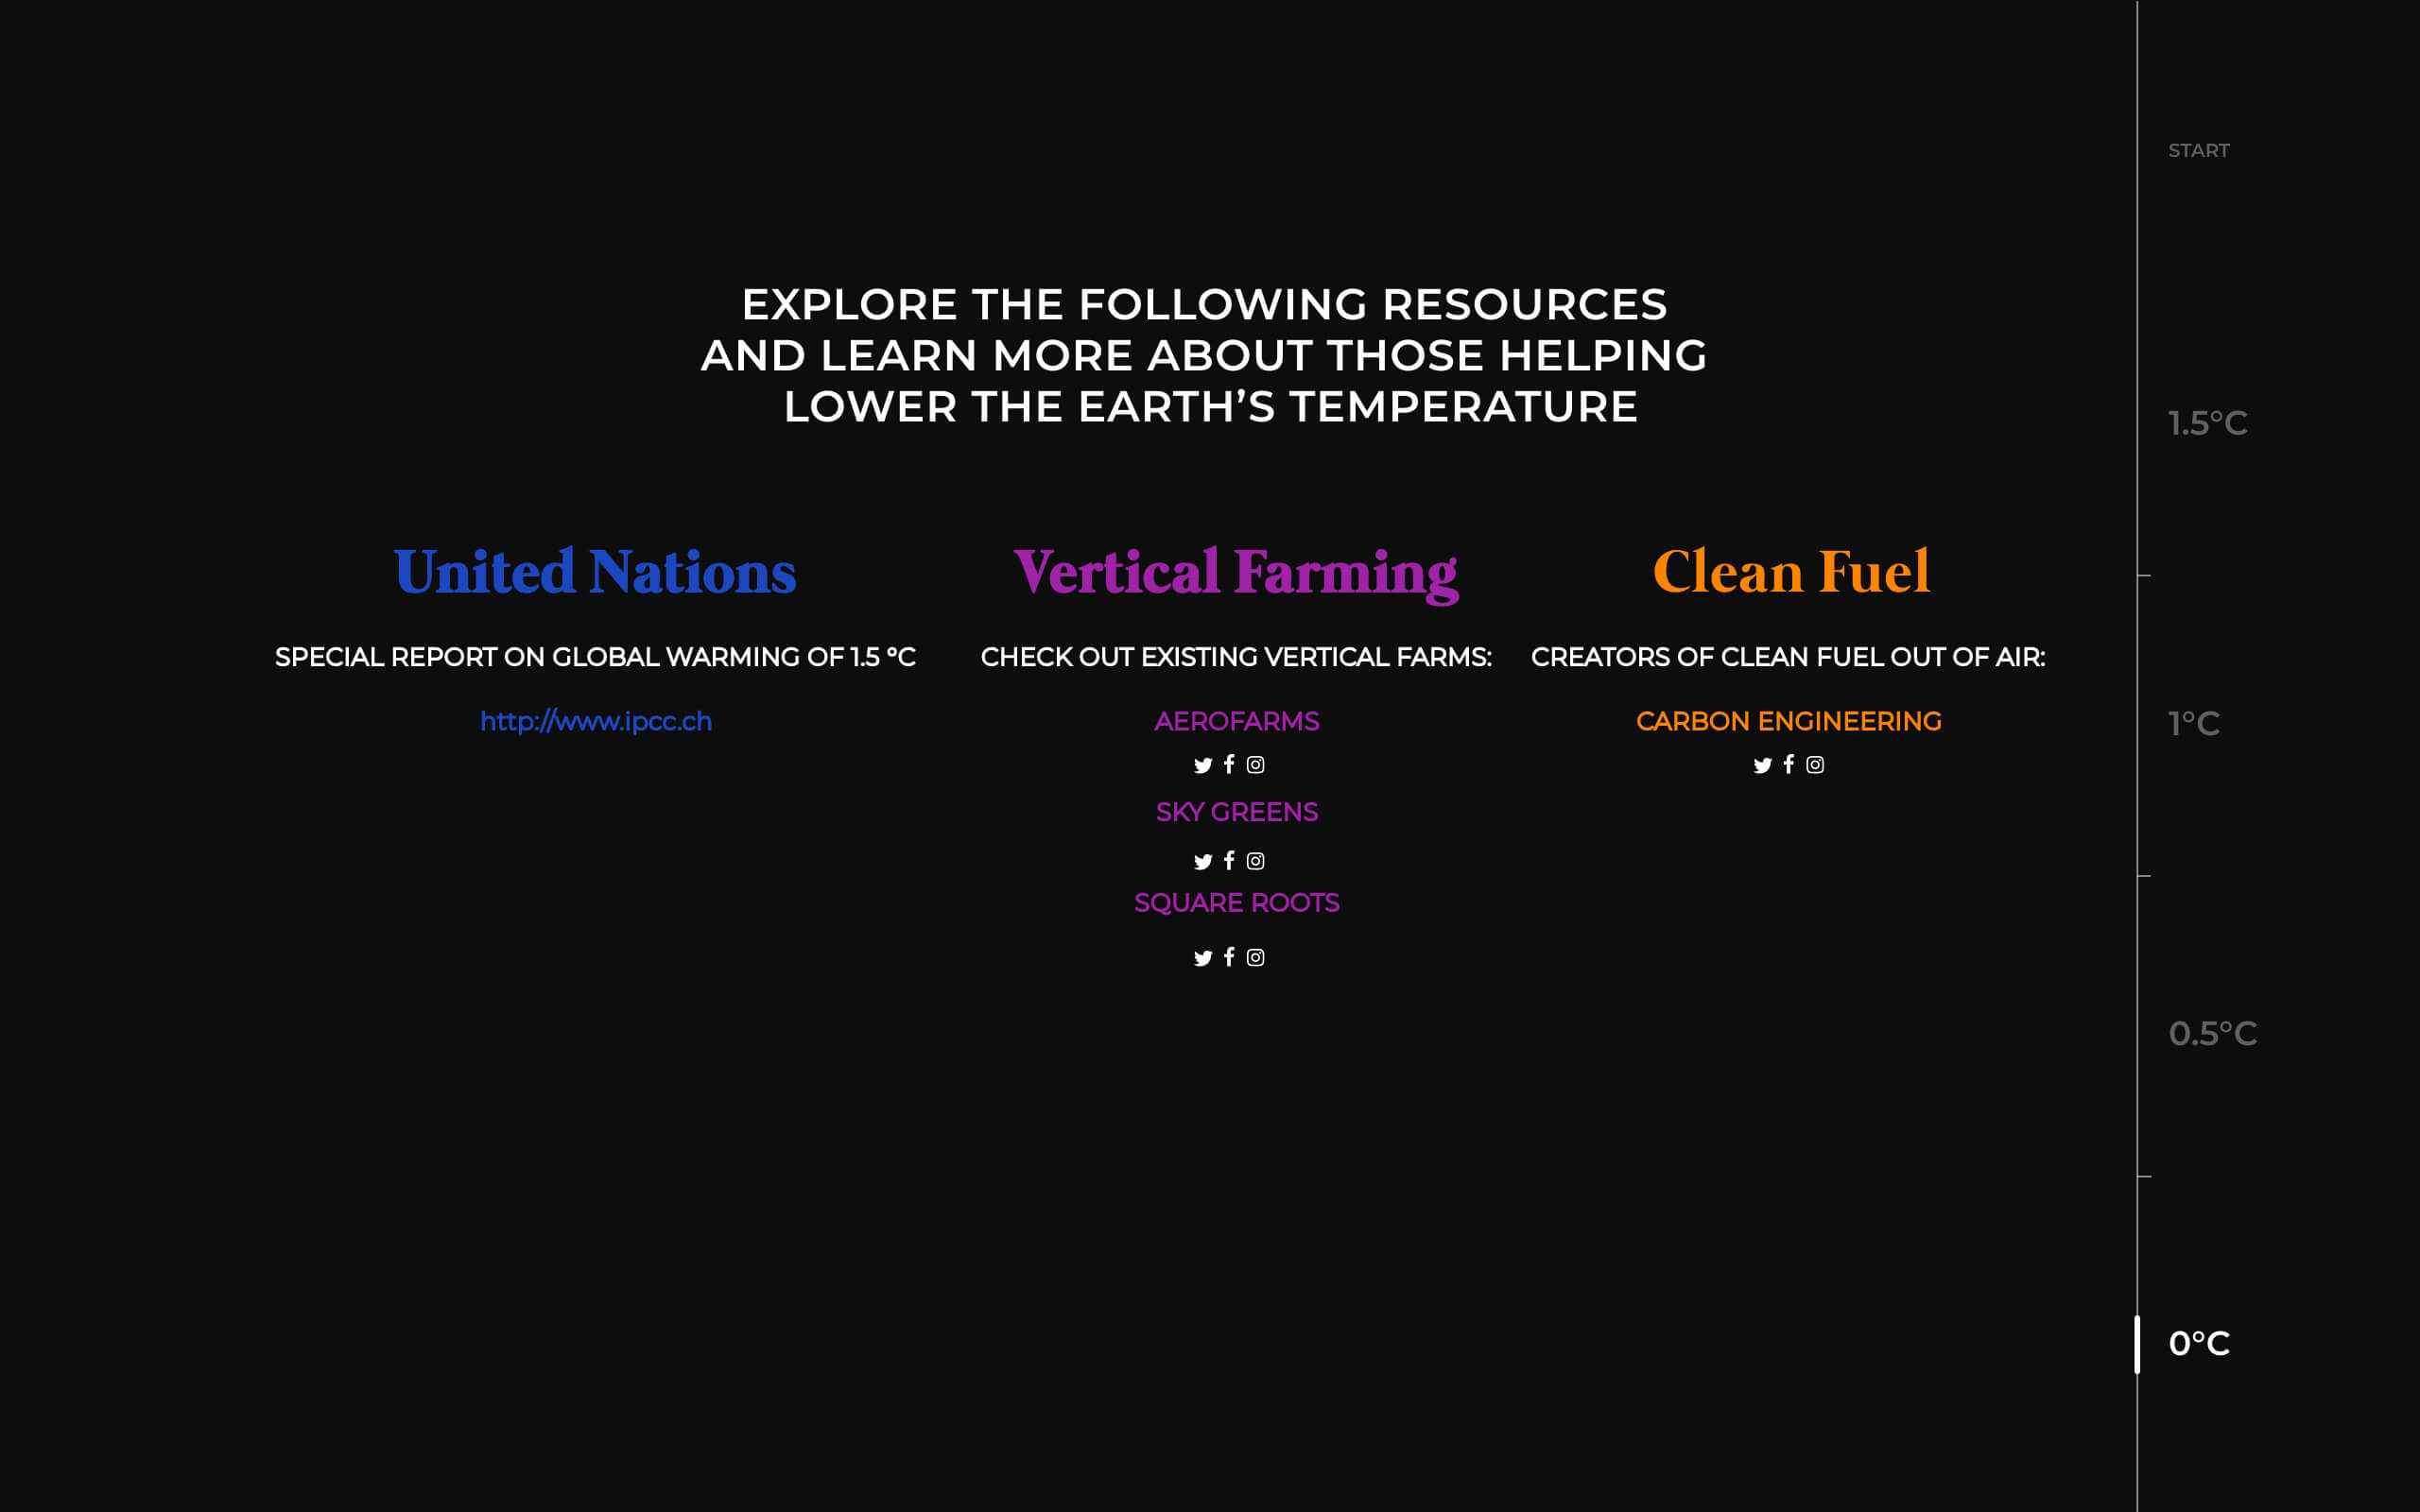 EXPLORE THE FOLLOWING RESOURCES
AND LEARN MORE ABOUT THOSE HELPING
LOWER THE EARTH’S TEMPERATURE
United Nations
SPECIAL REPORT ON GLOBAL WARMING OF 1.5 °C
http://www.ipcc.ch
Vertical Farming
CHECK OUT EXISTING VERTICAL FARMS:
AEROFARMS
SKY GREENS
SQUARE ROOTS
Clean Fuel
CREATORS OF CLEAN FUEL OUT OF AIR:
CARBON ENGINEERING
START
1.5°C
1°C
0.5°C
0°C